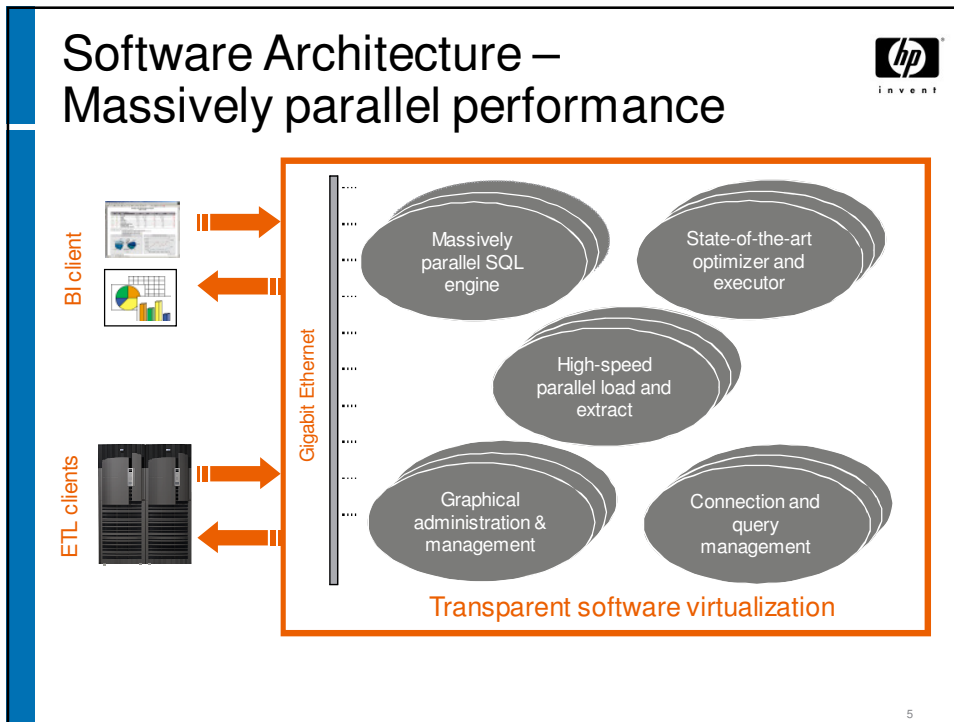 Software Architecture –
Massively parallel performance
hp
invent
BI client
ETL clients
Gigabit Ethernet
Massively
parallel SQL
engine
State-of-the-art
optimizer and
executor
High-speed
parallel load and
extract
Graphical
administration &
management
Connection and
query
management
Transparent software virtualization
5